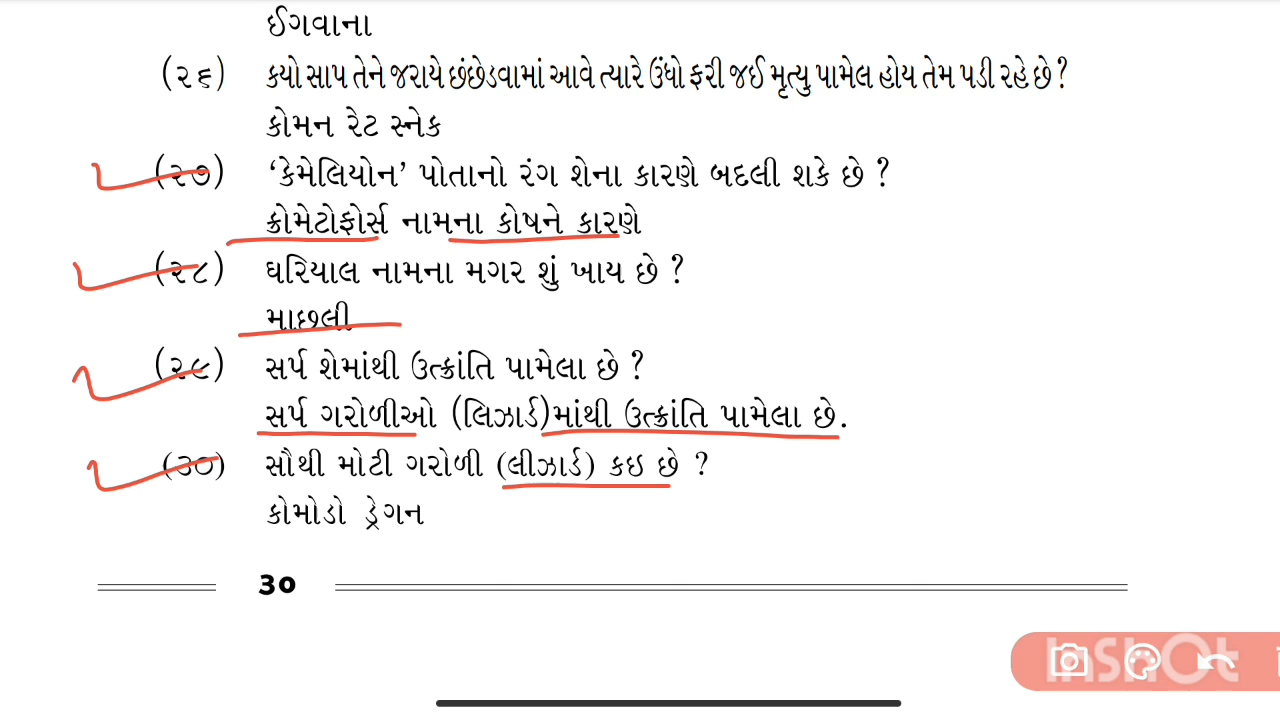 ઈગવાના
(૨૬) કયો સાપ તેને જરાયે છંછેડવામાં આવે ત્યારે ઉંધો ફરી જઈ મૃત્યુ પામેલ હોય તેમ પડી રહે છે?
કોમન રેટ સ્નેક
(૨૭) ‘કેમેલિયોન’ પોતાનો રંગ શેના કારણે બદલી શકે છે ?
ક્રોમેટોફોર્સ નામના કોષને કારણે
(૨૮) ઘરિયાલ નામના મગર શું ખાય છે ?
માછલી
(૨૯) સર્પ શેમાંથી ઉત્ક્રાંતિ પામેલા છે ?
સર્પ ગરોળીઓ (લિઝાર્ડ)માંથી ઉત્ક્રાંતિ પામેલા છે.
(૩૦) સૌથી મોટી ગરોળી (લીઝાર્ડ) કઇ છે ?
કોમોડો ડ્રેગન
૩૦
InShOt